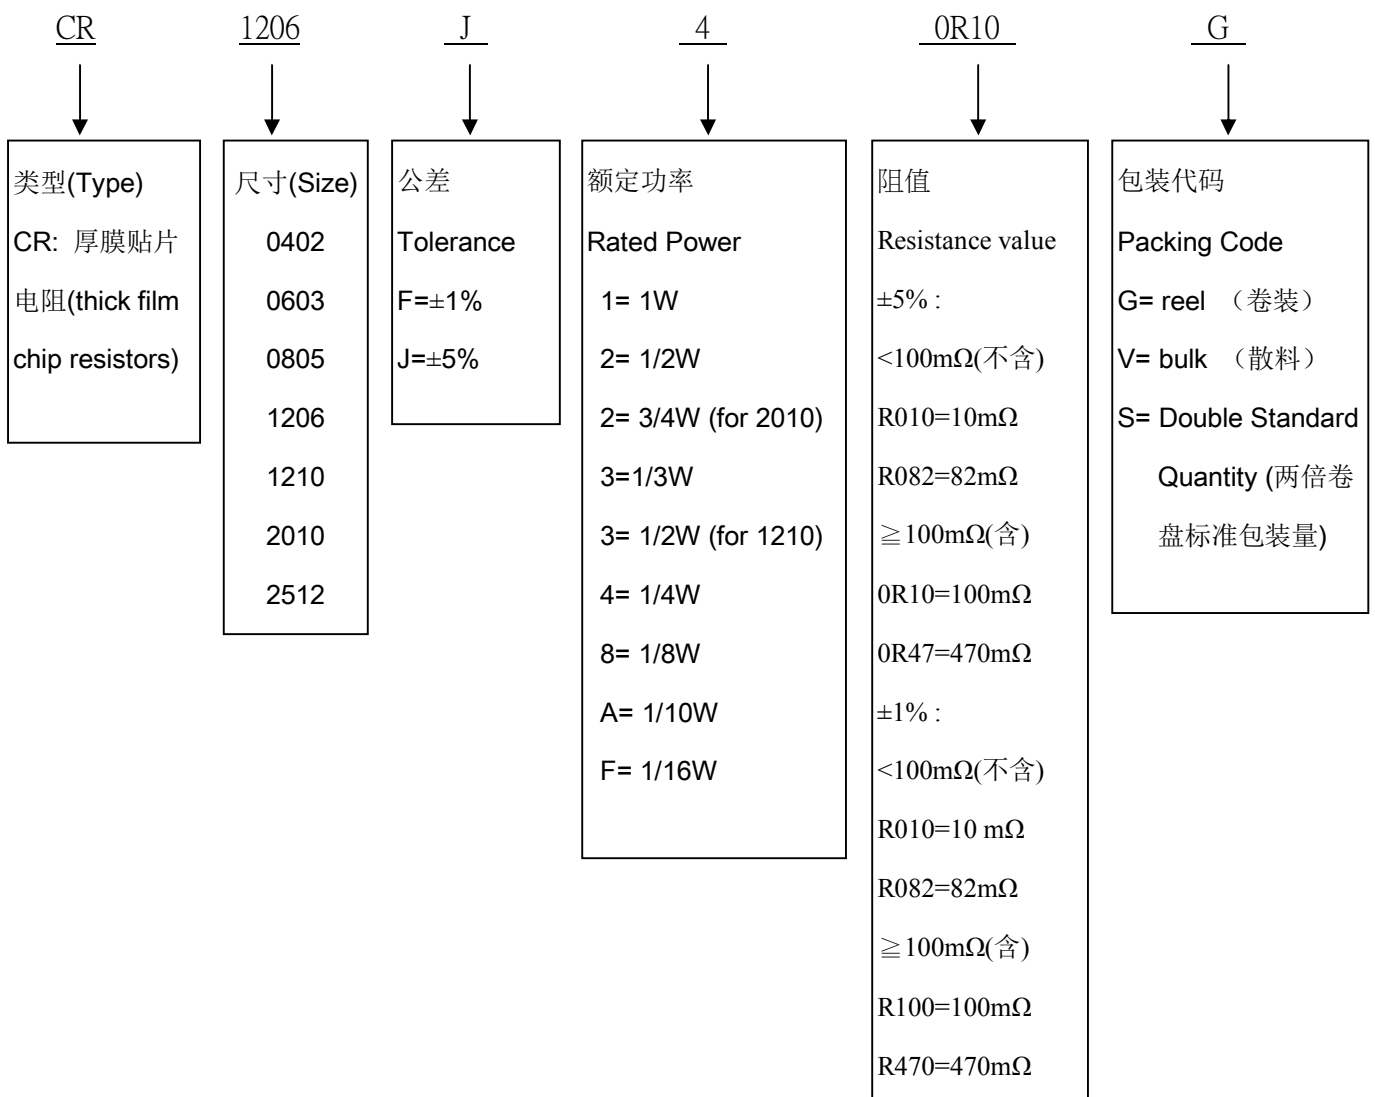 CR 1206 J 4 0R10 G
类型(Type)
CR: 厚膜贴片
电阻(thick film
chip resistors)
尺寸(Size)
0402
0603
0805
1206
1210
2010
2512
公差
Tolerance
F=±1%
J=±5%
额定功率
Rated Power
1= 1W
2= 1/2W
2= 3/4W (for 2010)
3=1/3W
3= 1/2W (for 1210)
4= 1/4W
8= 1/8W
A= 1/10W
F= 1/16W
阻值
Resistance value
±5% :
<100mΩ(不含)
R010=10mΩ
R082=82mΩ
≧100mΩ(含)
0R10=100mΩ
0R47=470mΩ
±1% :
<100mΩ(不含)
R010=10 mΩ
R082=82mΩ
≧100mΩ(含)
R100=100mΩ
R470=470mΩ
包装代码
Packing Code
G= reel （卷装）
V= bulk （散料）
S= Double Standard
Quantity (两倍卷
盘标准包装量)